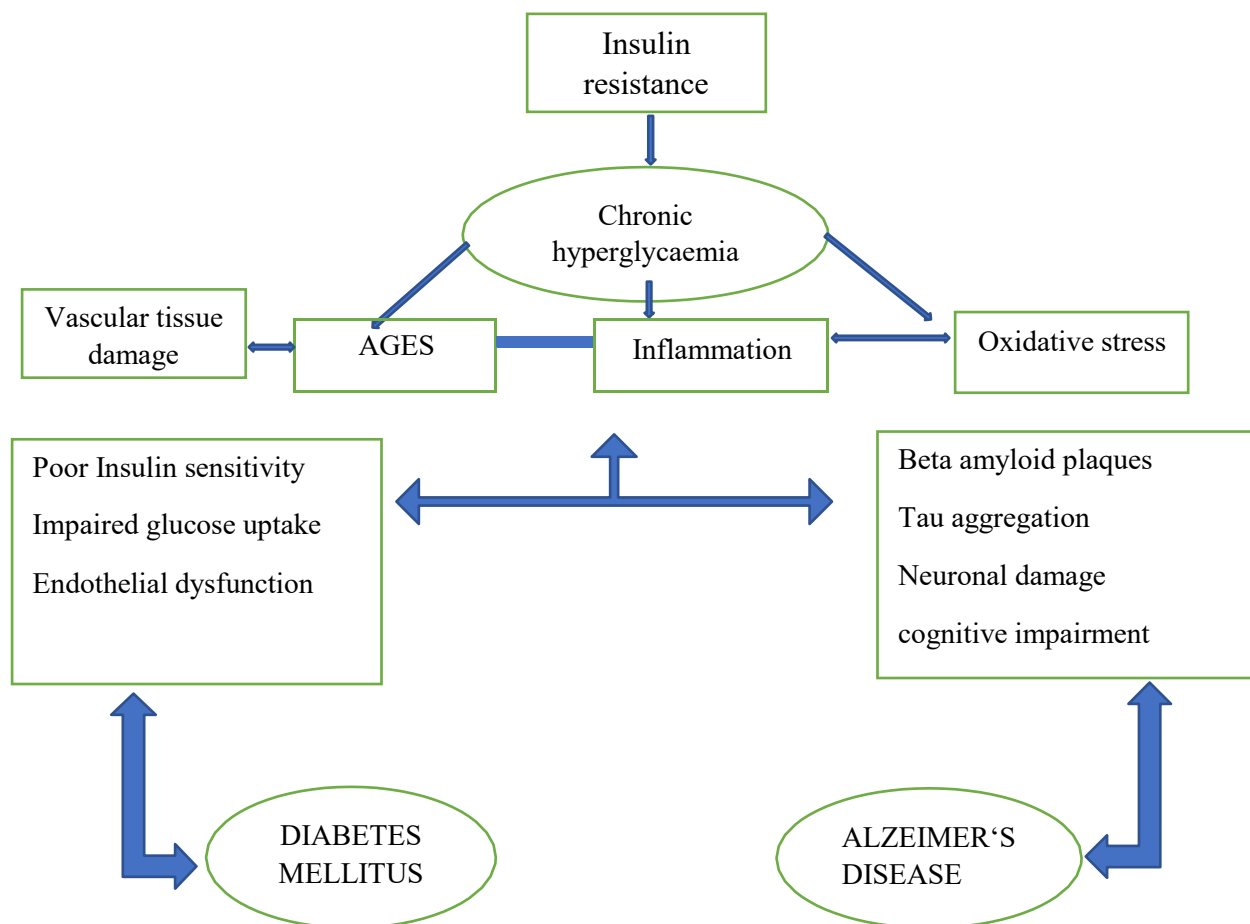 Insulin
resistance
Chronic
hyperglycaemia
Vascular tissue
damage
AGES
Inflammation
Oxidative stress
Poor Insulin sensitivity
Impaired glucose uptake
Endothelial dysfunction
Beta amyloid plaques
Tau aggregation
Neuronal damage
cognitive impairment
DIABETES
MELLITUS
ALZEIMER‘S
DISEASE